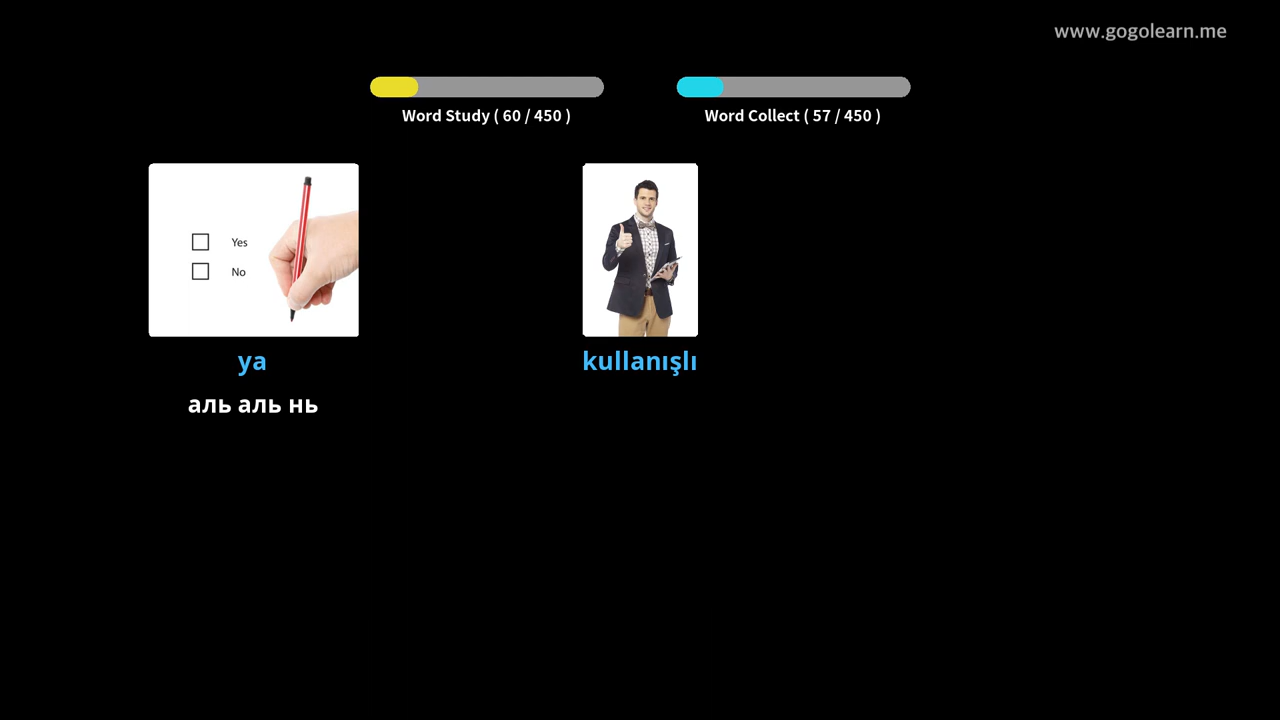 www.gogolearn.me
Word Study ( 60 / 450 )
Word Collect ( 57 / 450 )
Yes
No
ya
kullanışlı
аль аль нь